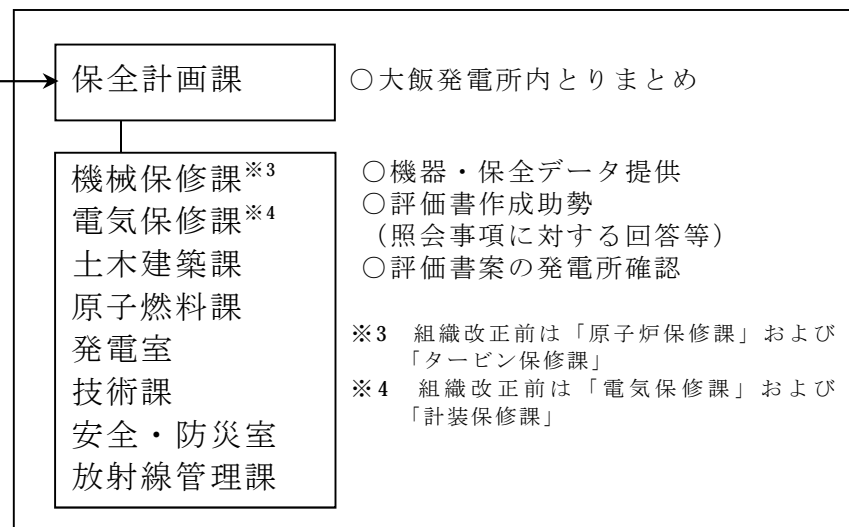 保全計画課
○大飯発電所内とりまとめ
機械保修課※3
電気保修課※4
土木建築課
原子燃料課
発電室
技術課
安全・防災室
放射線管理課
○機器・保全データ提供
○評価書作成助勢
（照会事項に対する回答等）
○評価書案の発電所確認
※3　組織改正前は「原子炉保修課」および
「タービン保修課」
※4　組織改正前は「電気保修課」および
「計装保修課」